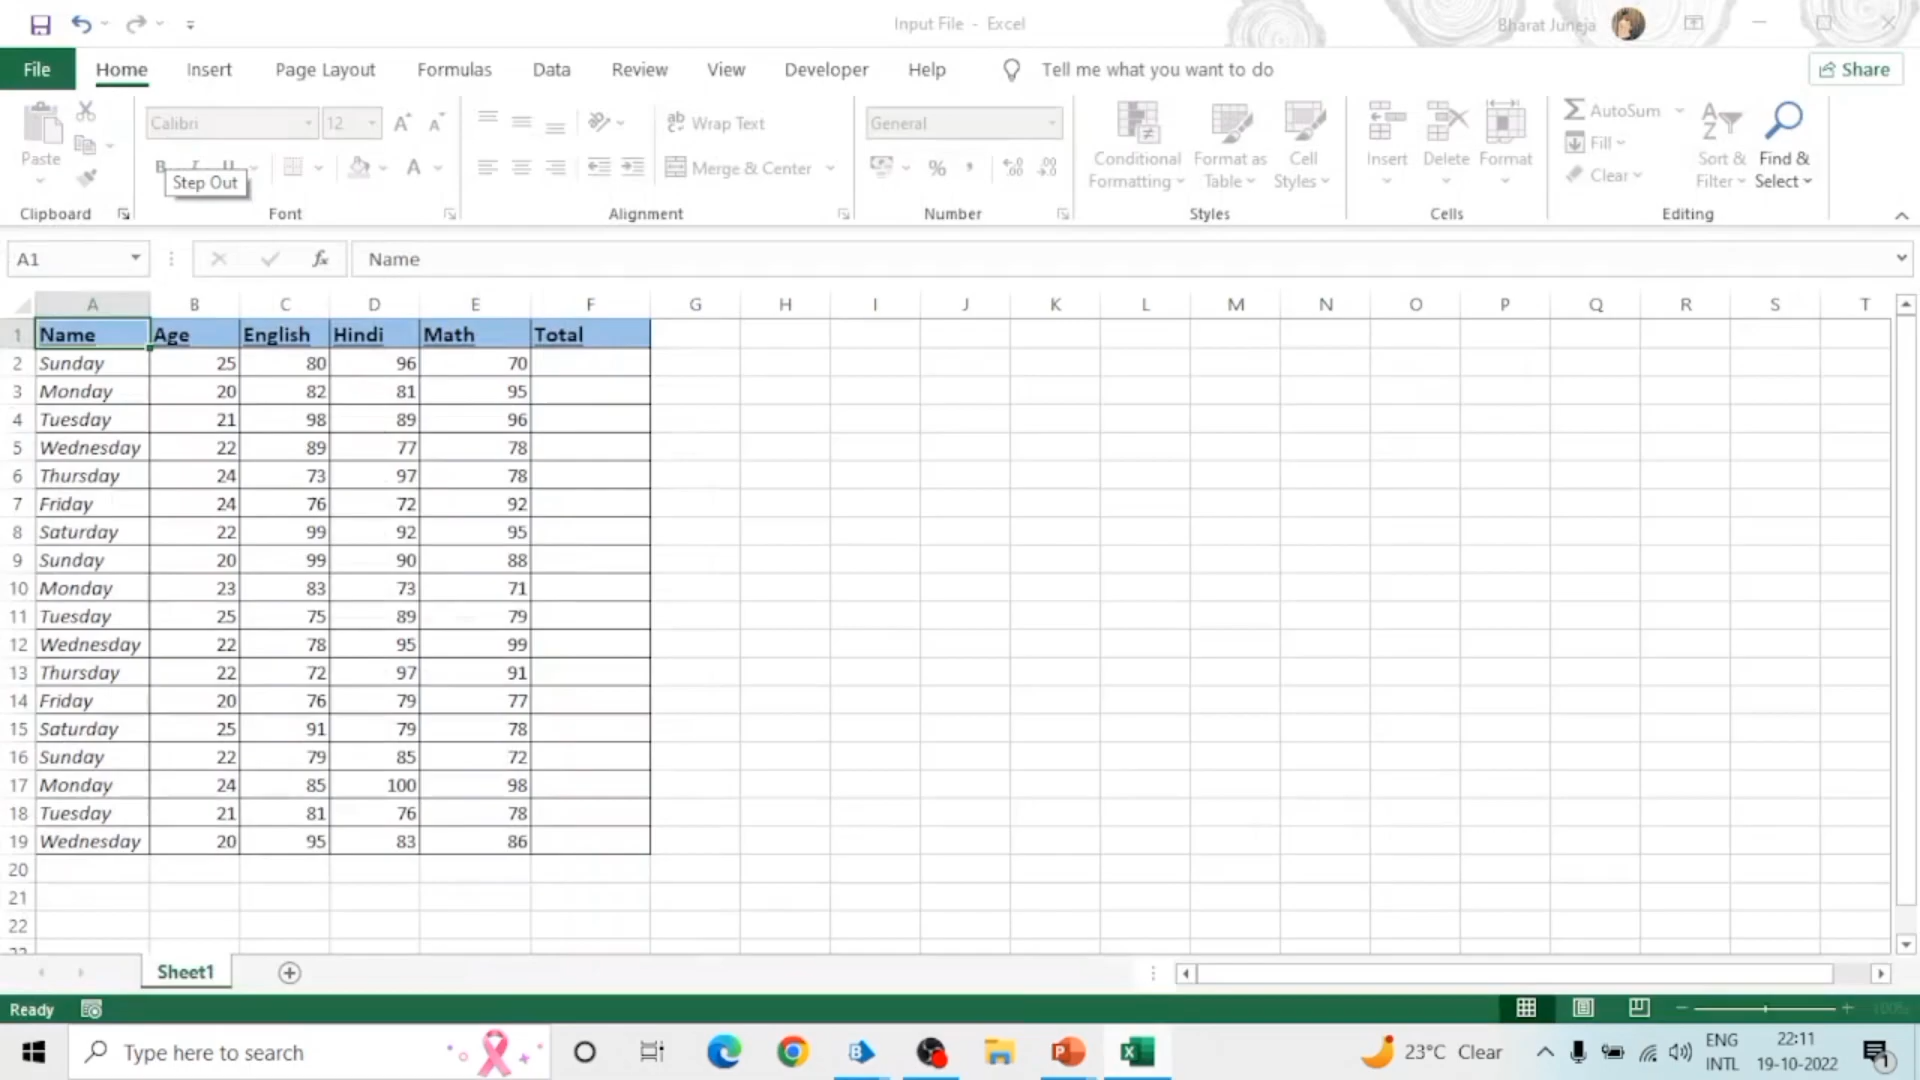 Input File - Excel
Bharat Juneja
File Home Insert Page Layout Formulas Data Review View Developer Help Tell me what you want to do Share
Calibri 12 Wrap Text General AutoSum
Paste B I U Merge & Center % Conditional Formatting Format as Table Cell Styles Insert Delete Format Fill Sort & Filter Find & Select
Step Out Clear
Clipboard Font Alignment Number Styles Cells Editing
A1 fx Name
A B C D E F G H I J K L M N O P Q R S T
1 Name Age English Hindi Math Total
2 Sunday 25 80 96 70
3 Monday 20 82 81 95
4 Tuesday 21 98 89 96
5 Wednesday 22 89 77 78
6 Thursday 24 73 97 78
7 Friday 24 76 72 92
8 Saturday 22 99 92 95
9 Sunday 20 99 90 88
10 Monday 23 83 73 71
11 Tuesday 25 75 89 79
12 Wednesday 22 78 95 99
13 Thursday 22 72 97 91
14 Friday 20 76 79 77
15 Saturday 25 91 79 78
16 Sunday 22 79 85 72
17 Monday 24 85 100 98
18 Tuesday 21 81 76 78
19 Wednesday 20 95 83 86
20
21
22
Sheet1
Ready
Type here to search 23°C Clear ENG 22:11
INTL 19-10-2022 1